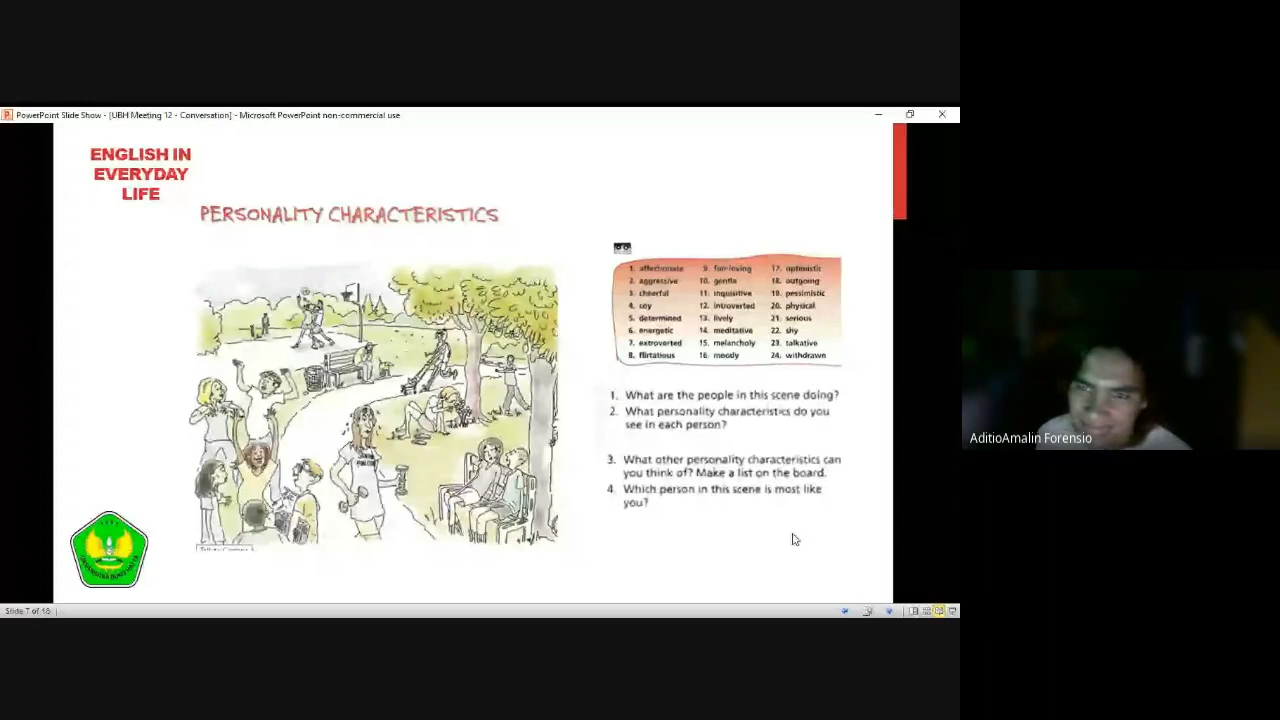 PowerPoint Slide Show - [UBH Meeting 12 - Conversation] - Microsoft PowerPoint non-commercial use
ENGLISH IN
EVERYDAY
LIFE
PERSONALITY CHARACTERISTICS
1. affectionate 9. fun-loving 17. optimistic
2. aggressive 10. gentle 18. outgoing
3. cheerful 11. inquisitive 19. pessimistic
4. coy 12. introverted 20. physical
5. determined 13. lively 21. serious
6. energetic 14. meditative 22. shy
7. extroverted 15. melancholy 23. talkative
8. flirtatious 16. moody 24. withdrawn
1. What are the people in this scene doing?
2. What personality characteristics do you
see in each person?
3. What other personality characteristics can
you think of? Make a list on the board.
4. Which person in this scene is most like
you?
AditioAmalin Forensio
Slide 7 of 18